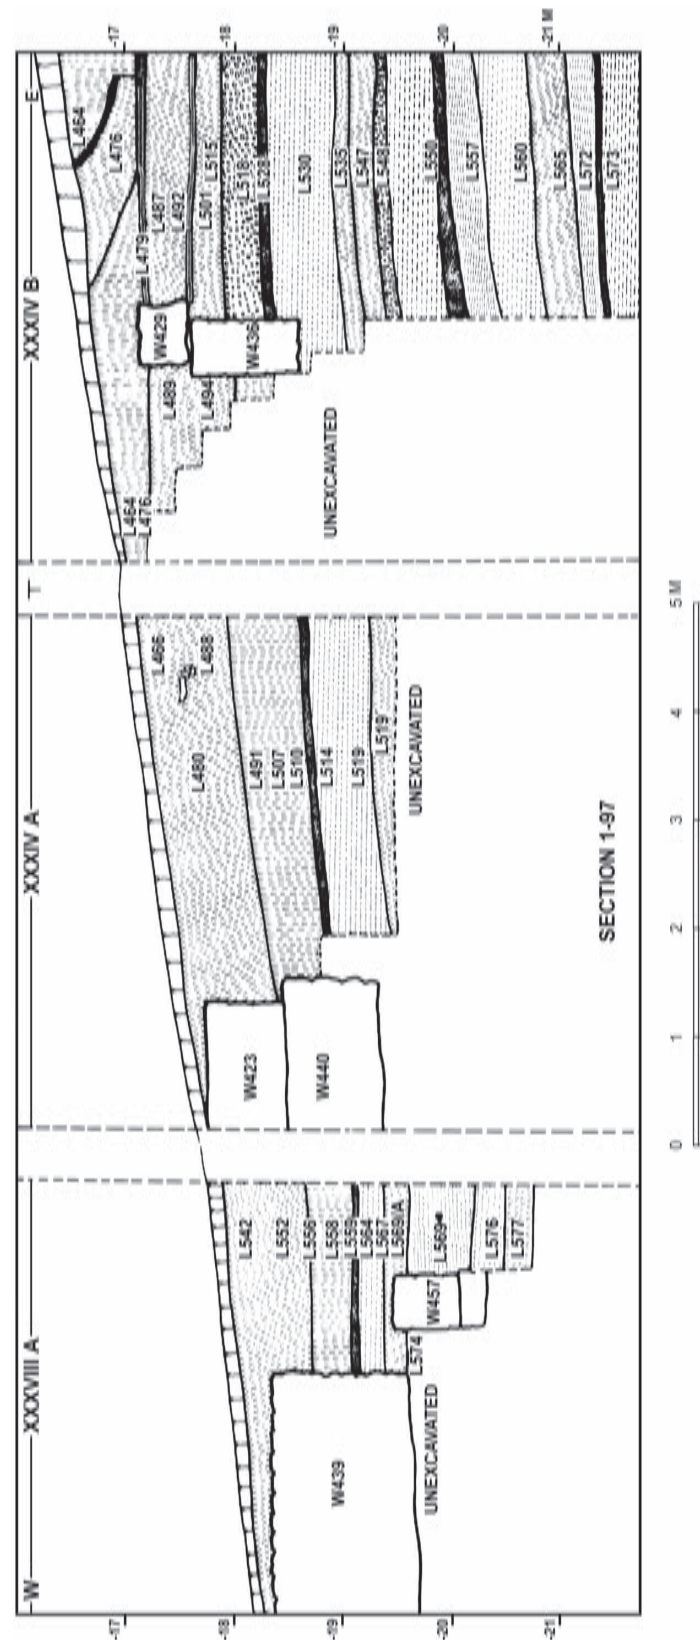 W XXXVIII A XXXIV A T XXXIV B E
-17
-18
-19
-20
-21
-17
-18
-19
-20
-21 M
L542
L552
L556
L558
L559
L564
L567
L569/A
L569
L576
L577
L574
W439
W457
UNEXCAVATED
W423
W440
L466
L488
L480
L491
L507
L510
L514
L519
L519
UNEXCAVATED
L464
L476
L464
L476
L479
L487
L492
L501
L515
L518
L528
L530
L535
L547
L548
L550
L557
L560
L565
L572
L573
W429
W436
L489
L494
UNEXCAVATED
SECTION 1-97
0 1 2 3 4 5 M